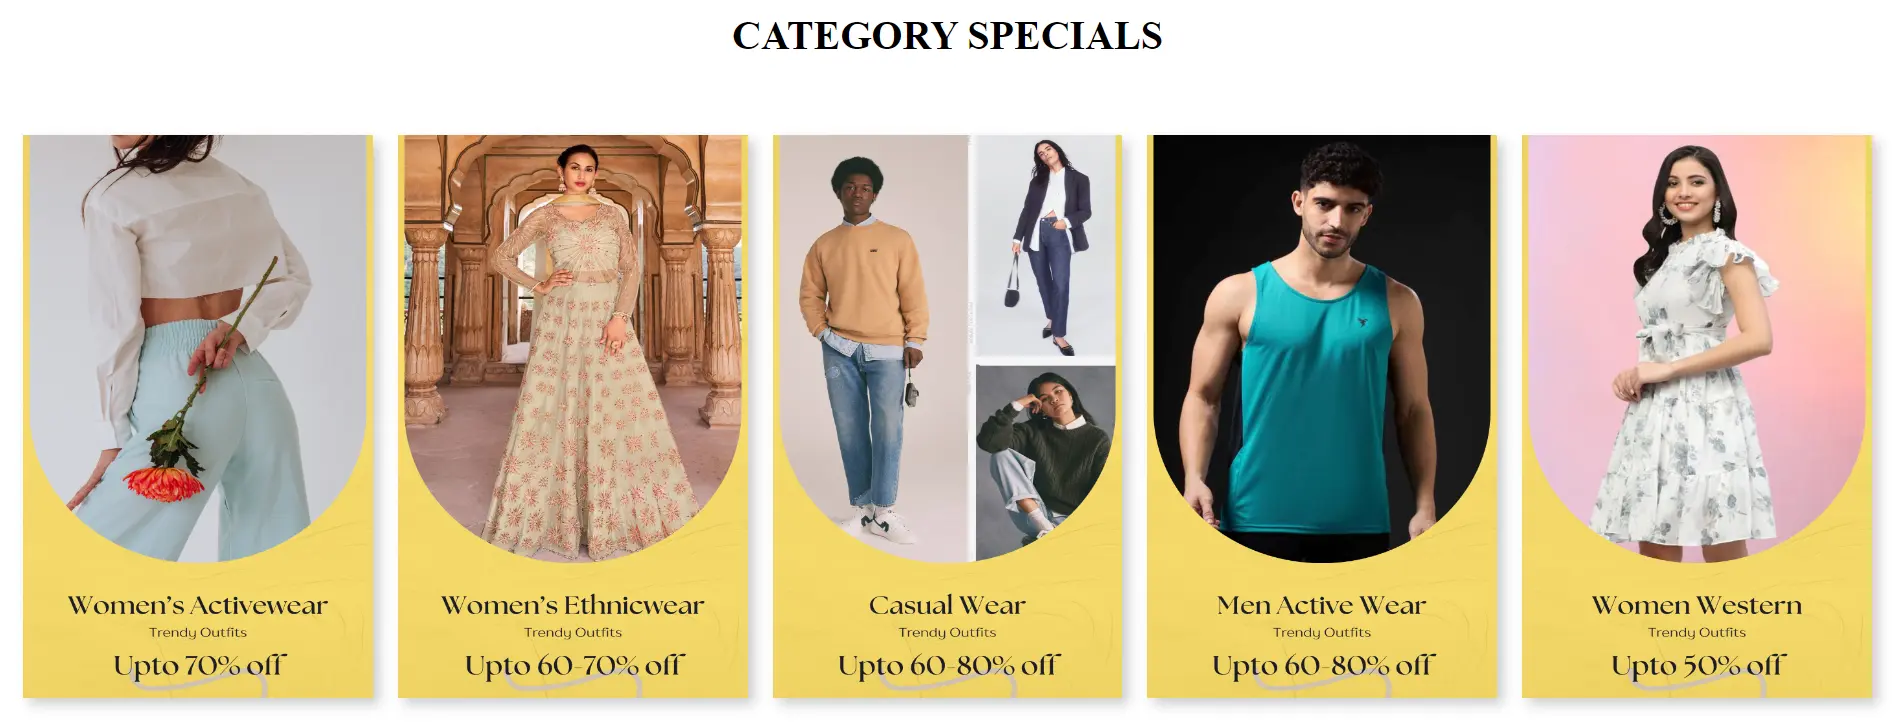 CATEGORY SPECIALS
Women's Activewear
Trendy Outfits
Upto 70% off
Women's Ethnicwear
Trendy Outfits
Upto 60-70% off
Casual Wear
Trendy Outfits
Upto 60-80% off
Men Active Wear
Trendy Outfits
Upto 60-80% off
Women Western
Trendy Outfits
Upto 50% off